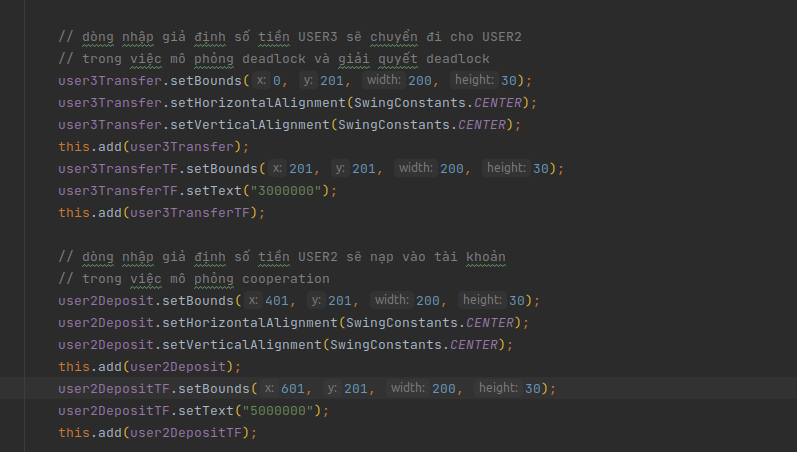 // dòng nhập giả định số tiền USER3 sẽ chuyển đi cho USER2
// trong việc mô phỏng deadlock và giải quyết deadlock
user3Transfer.setBounds( x: 0, y: 201, width: 200, height: 30);
user3Transfer.setHorizontalAlignment(SwingConstants.CENTER);
user3Transfer.setVerticalAlignment(SwingConstants.CENTER);
this.add(user3Transfer);
user3TransferTF.setBounds( x: 201, y: 201, width: 200, height: 30);
user3TransferTF.setText("3000000");
this.add(user3TransferTF);
// dòng nhập giả định số tiền USER2 sẽ nạp vào tài khoản
// trong việc mô phỏng cooperation
user2Deposit.setBounds( x: 401, y: 201, width: 200, height: 30);
user2Deposit.setHorizontalAlignment(SwingConstants.CENTER);
user2Deposit.setVerticalAlignment(SwingConstants.CENTER);
this.add(user2Deposit);
user2DepositTF.setBounds( x: 601, y: 201, width: 200, height: 30);
user2DepositTF.setText("5000000");
this.add(user2DepositTF);